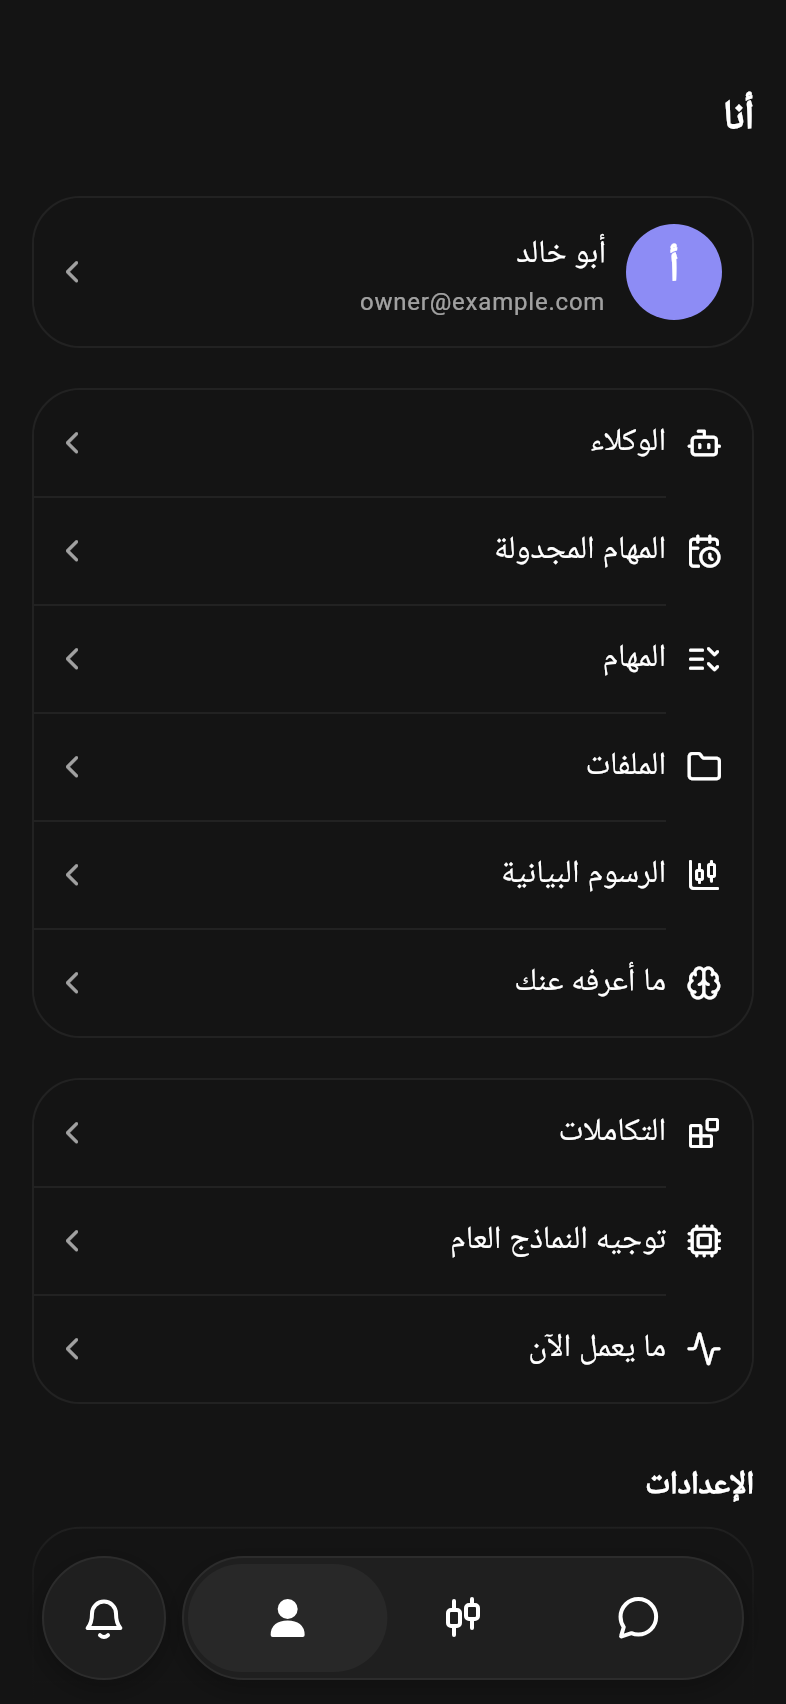 أنا
أ
أبو خالد
owner@example.com
الوكلاء
المهام المجدولة
المهام
الملفات
الرسوم البيانية
ما أعرفه عنك
التكاملات
توجيه النماذج العام
ما يعمل الآن
الإعدادات